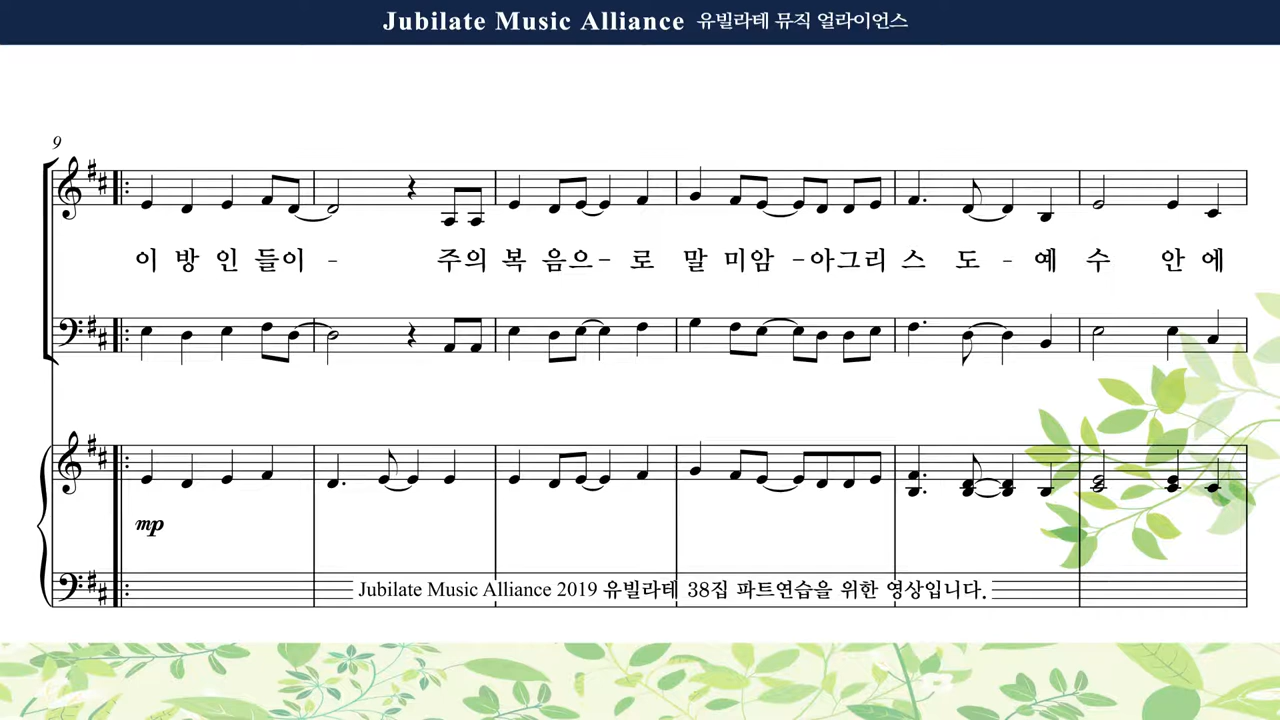 Jubilate Music Alliance 유빌라테 뮤직 얼라이언스
9
이 방 인 들이 - 주의 복 음으- 로 말 미암 -아그리 스 도 - 예 수 안 에
mp
Jubilate Music Alliance 2019 유빌라테 38집 파트연습을 위한 영상입니다.